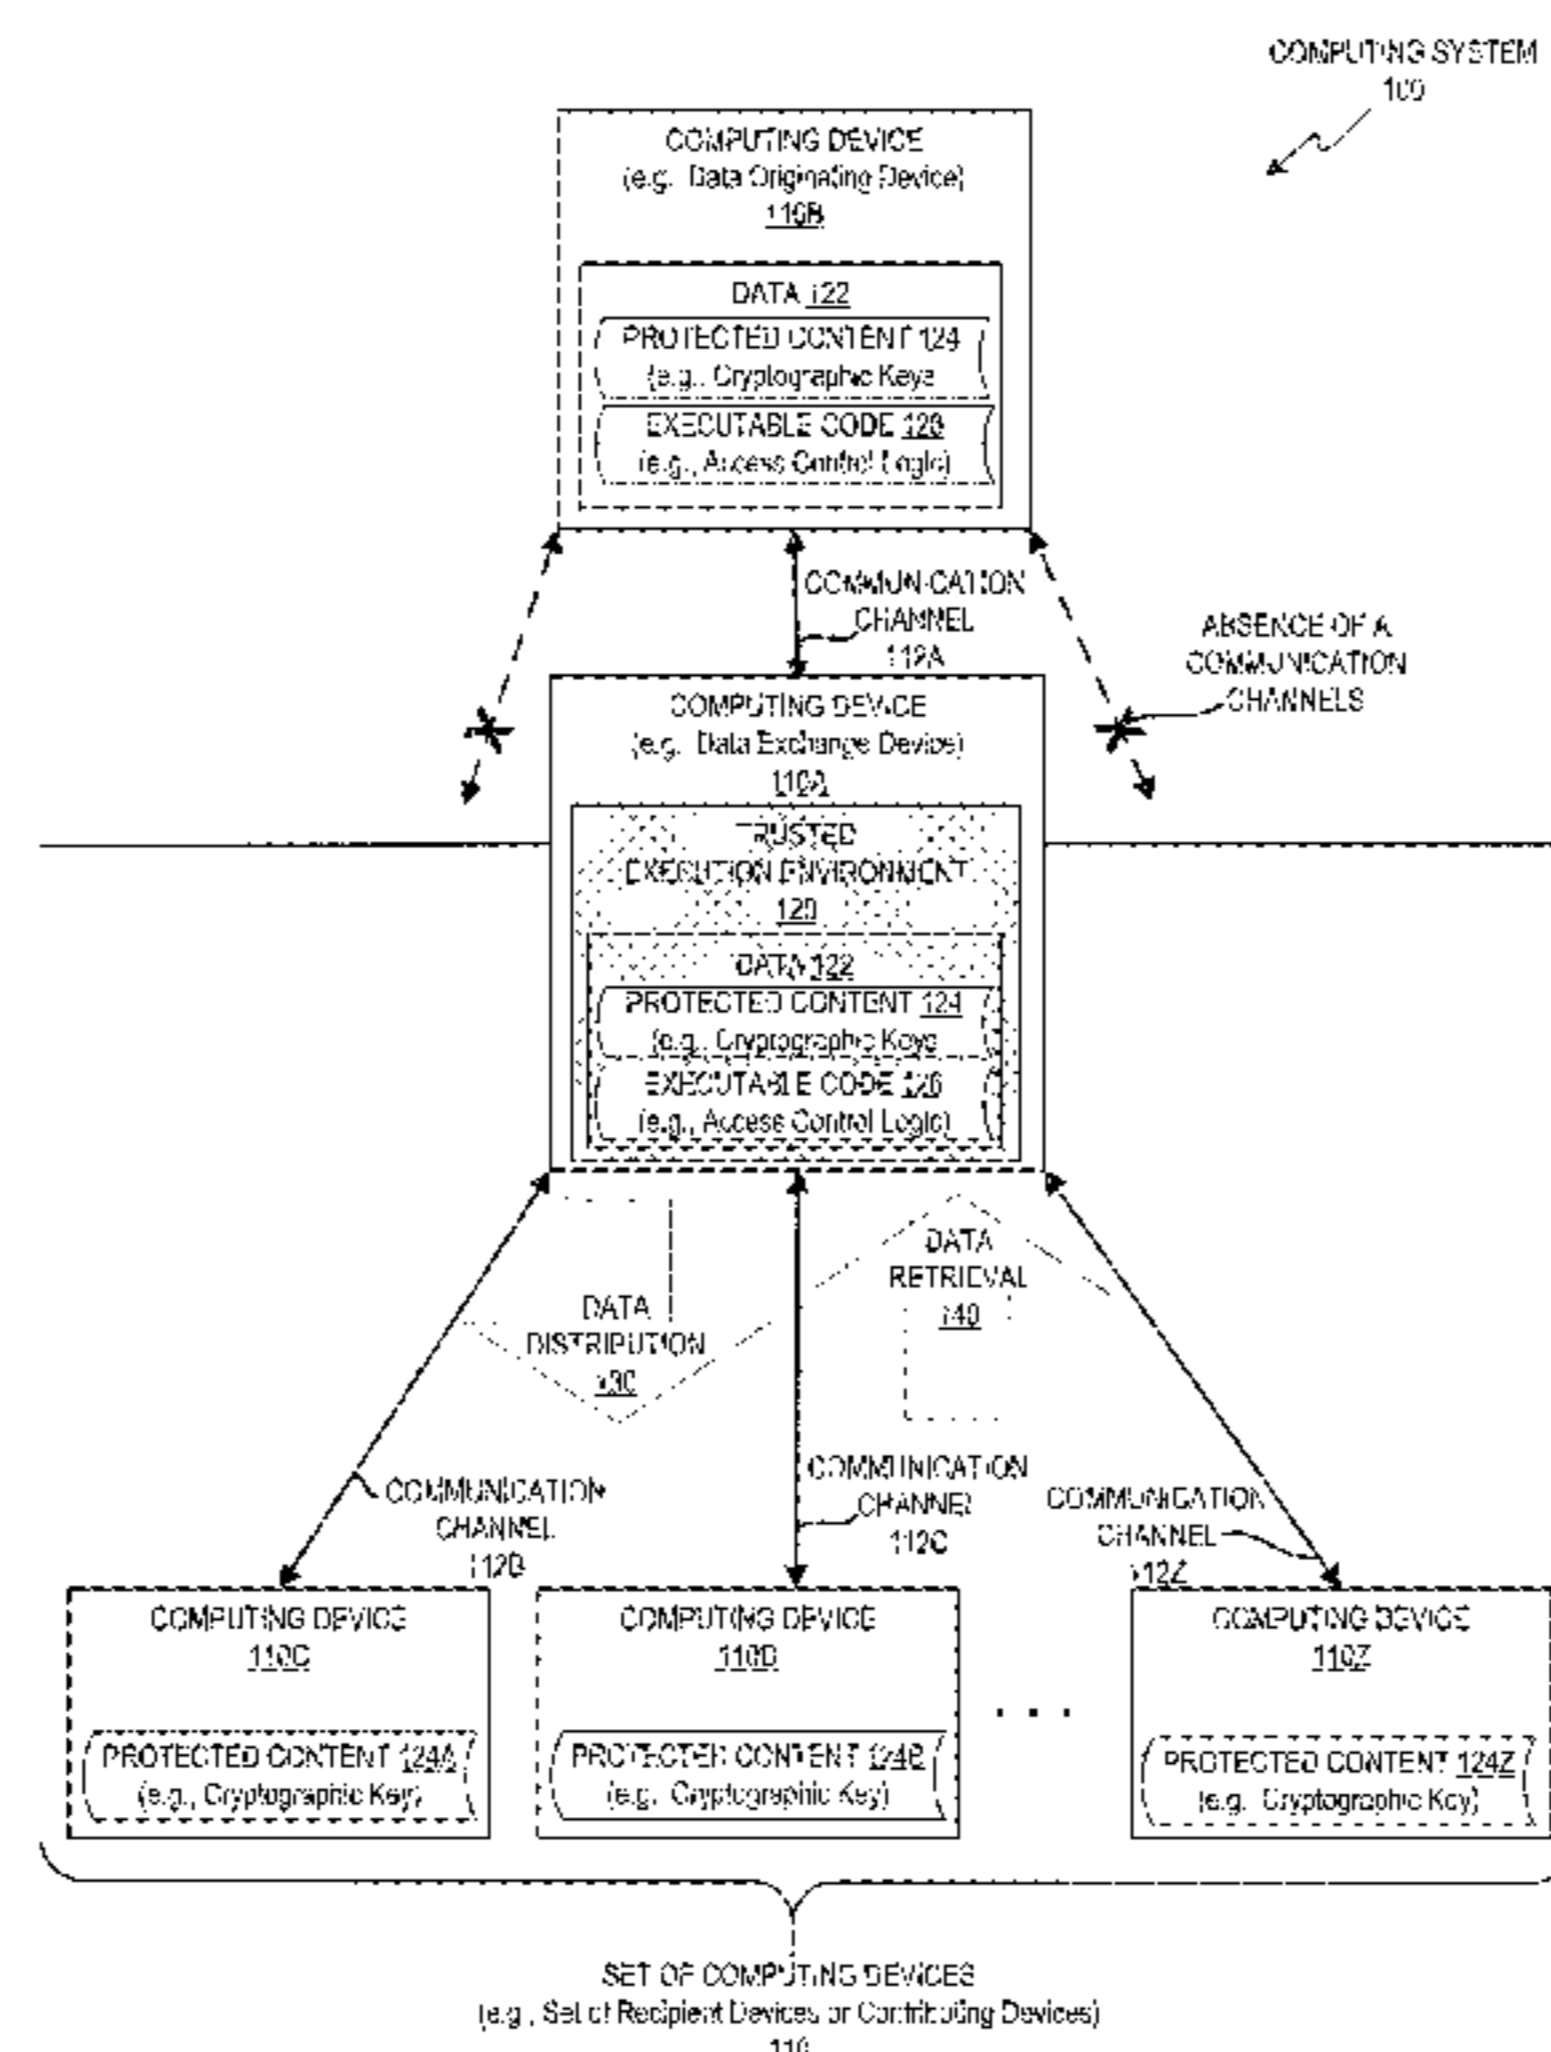 COMPUTING SYSTEM
100
COMPUTING DEVICE
(e.g. Data Originating Device)
110B
DATA 122
PROTECTED CONTENT 124
(e.g., Cryptographic Keys
EXECUTABLE CODE
(e.g., Access Control Logic)
COMMUNICATION
CHANNEL
112A
ABSENCE OF A
COMMUNICATION
CHANNELS
COMPUTING DEVICE
(e.g. Data Exchange Device)
110A
TRUSTED
EXECUTION ENVIRONMENT
120
DATA 122
PROTECTED CONTENT 124
(e.g., Cryptographic Keys
EXECUTABLE CODE 126
(e.g., Access Control Logic)
DATA
RETRIEVAL
140
DATA
DISTRIBUTION
130
COMMUNICATION
CHANNEL
112B
COMMUNICATION
CHANNEL
112C
COMMUNICATION
CHANNEL
112Z
COMPUTING DEVICE
110C
PROTECTED CONTENT 124A
(e.g., Cryptographic Key)
COMPUTING DEVICE
PROTECTED CONTENT 124B
(e.g. Cryptographic Key)
. . .
COMPUTING DEVICE
110Z
PROTECTED CONTENT 124Z
(e.g. Cryptographic Key)
SET OF COMPUTING DEVICES
(e.g., Set of Recipient Devices or Contributing Devices)
110